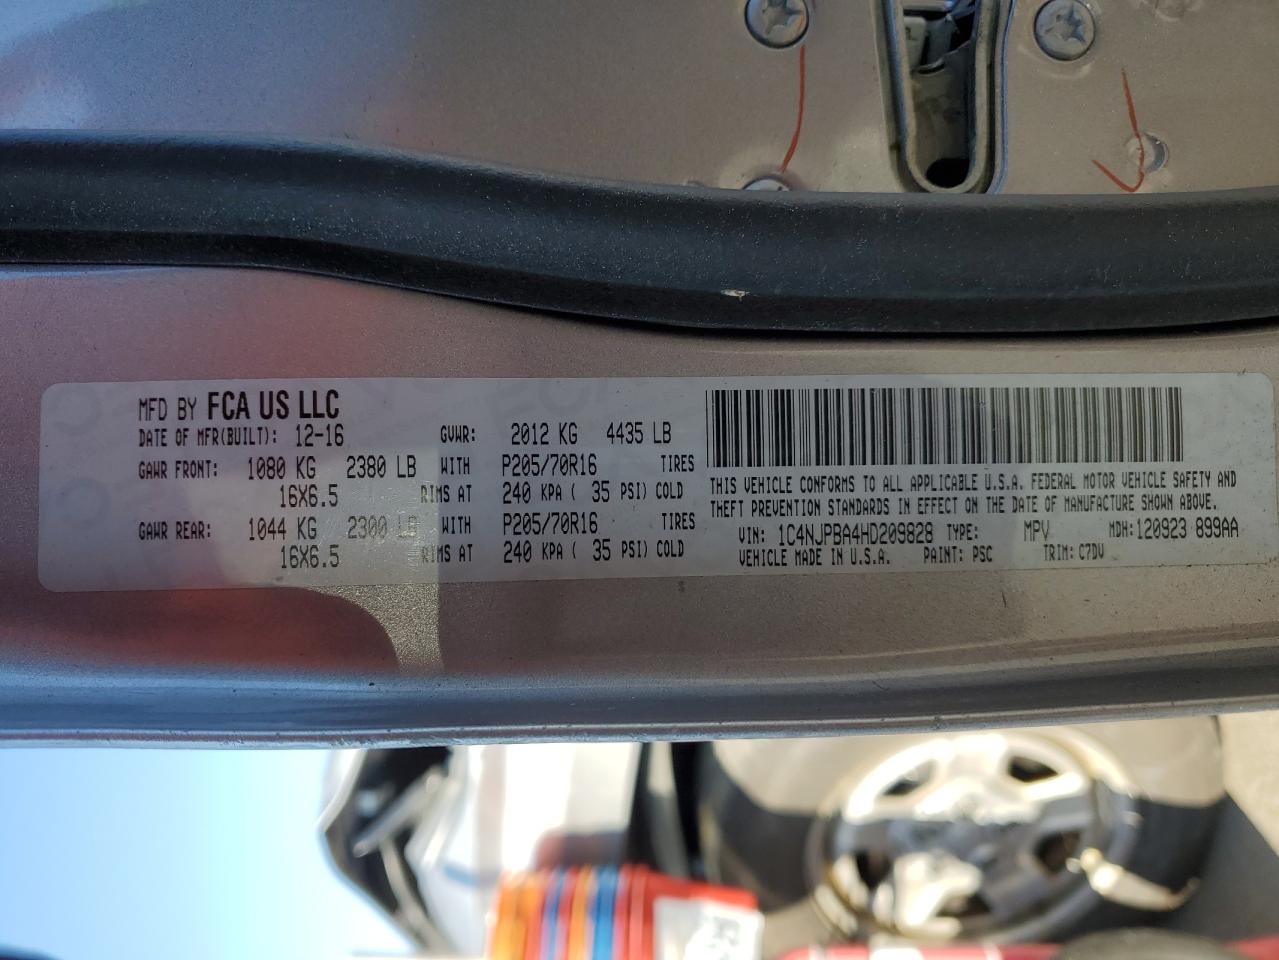 MFD BY FCA US LLC
DATE OF MFR(BUILT): 12-16 GVWR: 2012 KG 4435 LB
GAWR FRONT: 1080 KG 2380 LB WITH P205/70R16 TIRES
16X6.5 RIMS AT 240 KPA ( 35 PSI) COLD
GAWR REAR: 1044 KG 2300 LB WITH P205/70R16 TIRES
16X6.5 RIMS AT 240 KPA ( 35 PSI) COLD
THIS VEHICLE CONFORMS TO ALL APPLICABLE U.S.A. FEDERAL MOTOR VEHICLE SAFETY AND
THEFT PREVENTION STANDARDS IN EFFECT ON THE DATE OF MANUFACTURE SHOWN ABOVE.
VIN: 1C4NJPBA4HD209828 TYPE: MPV MDH: 120923 899AA
VEHICLE MADE IN U.S.A. PAINT: PSC TRIM: C7DV